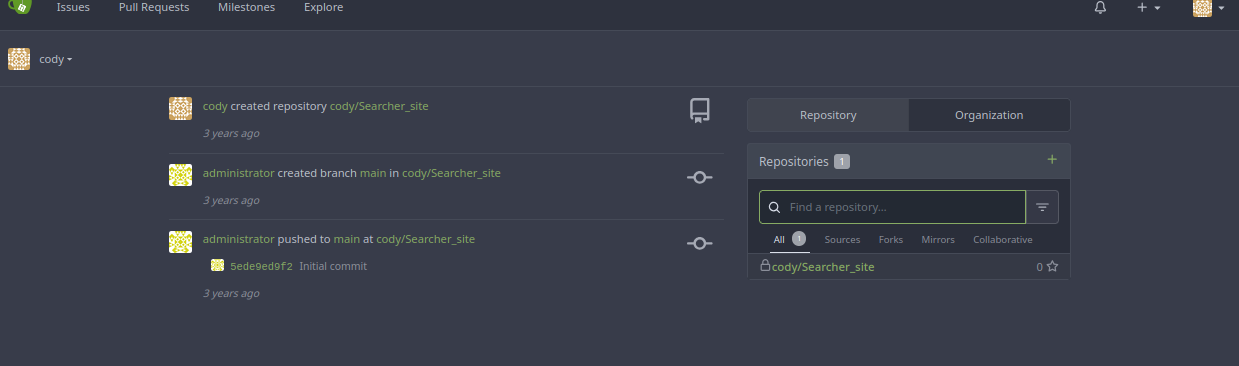 Issues Pull Requests Milestones Explore
cody
cody created repository cody/Searcher_site
3 years ago
administrator created branch main in cody/Searcher_site
3 years ago
administrator pushed to main at cody/Searcher_site
5ede9ed9f2 Initial commit
3 years ago
Repository Organization
Repositories 1
Find a repository...
All 1 Sources Forks Mirrors Collaborative
cody/Searcher_site 0